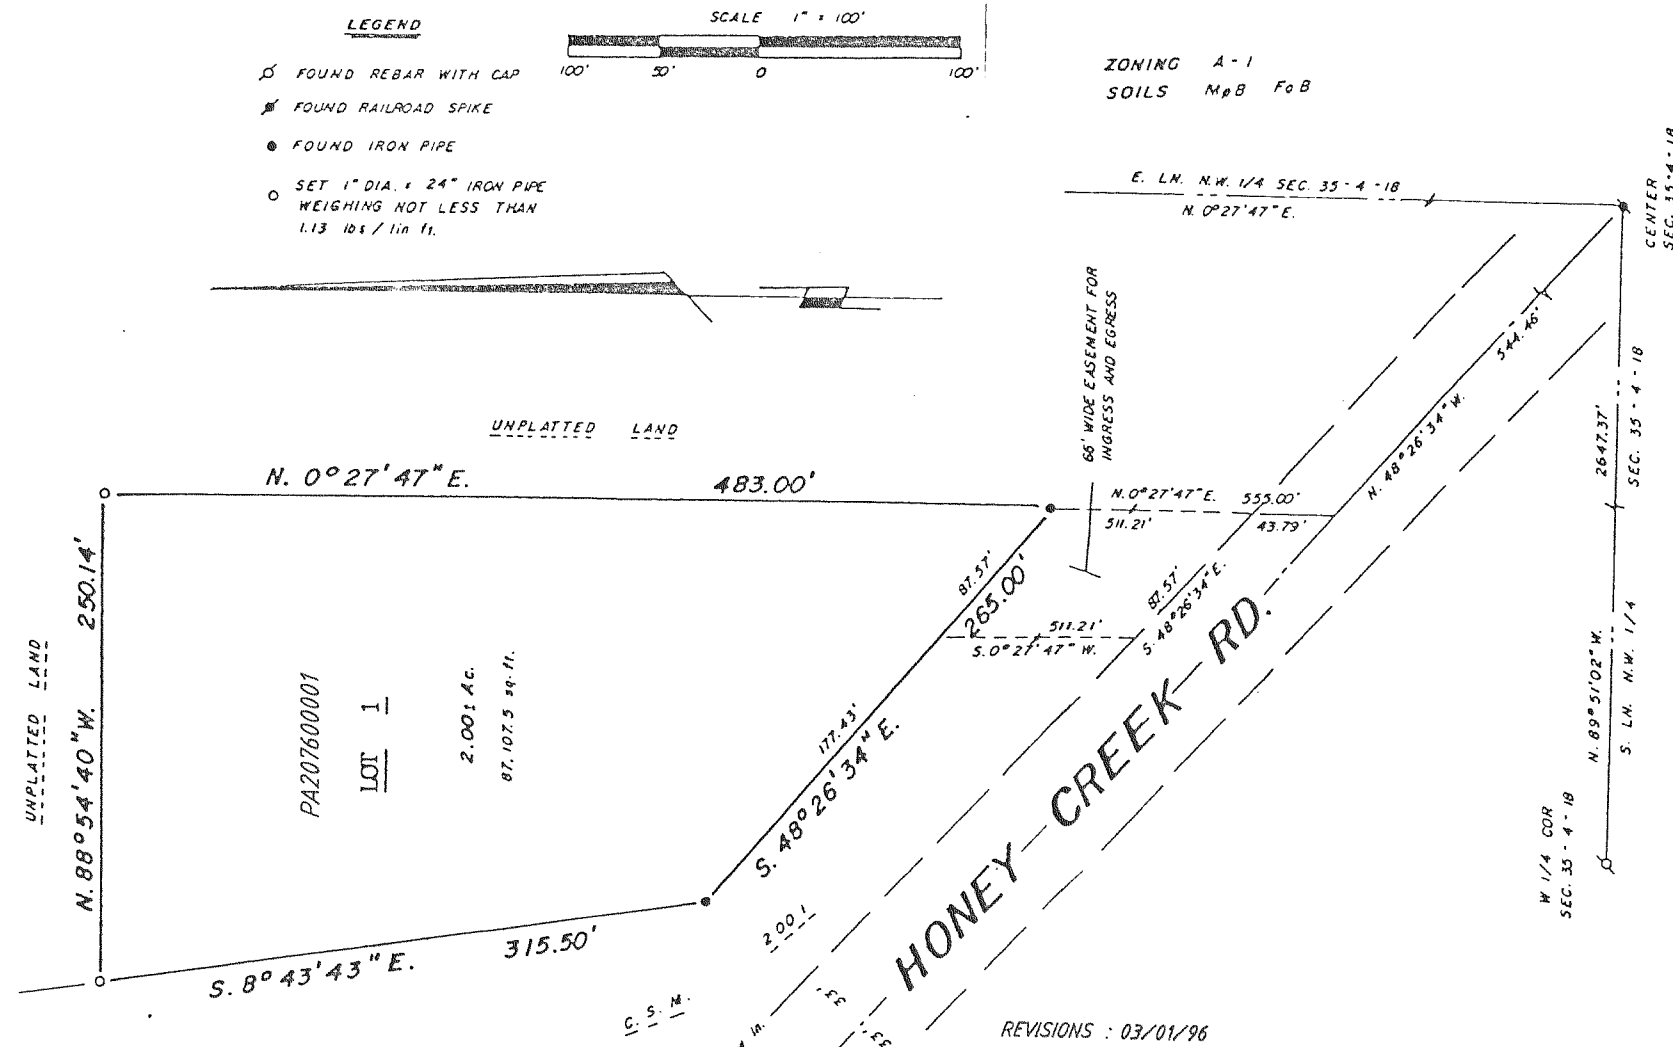 LEGEND
FOUND REBAR WITH CAP
FOUND RAILROAD SPIKE
FOUND IRON PIPE
SET 1" DIA. x 24" IRON PIPE
WEIGHING NOT LESS THAN
1.13 lbs / lin ft.
SCALE 1" = 100'
100' 50' 0 100'
ZONING A-1
SOILS MpB FoB
E. LN. N.W. 1/4 SEC. 35-4-18
N. 0°27'47" E.
CENTER
SEC. 35-4-18
66' WIDE EASEMENT FOR
INGRESS AND EGRESS
544.46'
N. 48°26'34" W.
2647.37'
SEC. 35-4-18
N. 89°51'02" W.
S. LN. N.W. 1/4
W 1/4 COR
SEC. 35-4-18
UNPLATTED LAND
N. 0°27'47" E. 483.00'
N. 0°27'47" E. 555.00'
511.21' 43.79'
UNPLATTED LAND
N. 88°54'40" W. 250.14'
PA207600001
LOT 1
2.00± Ac.
87,107.5 sq. ft.
87.57'
265.00'
177.43'
S. 48°26'34" E.
511.21'
S. 0°27'47" W.
87.57'
S. 48°26'34" E.
HONEY CREEK RD.
S. 8°43'43" E. 315.50'
C. S. M. 2001
33'
33'
REVISIONS : 03/01/96